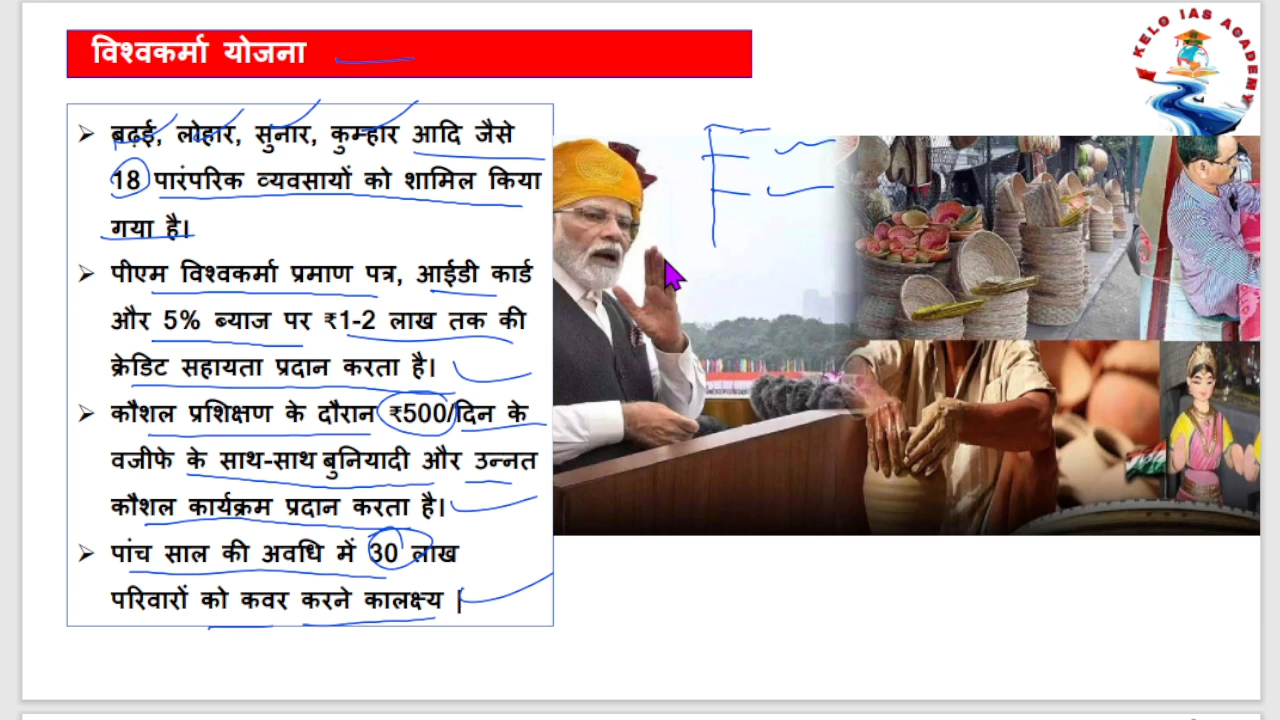 विश्वकर्मा योजना
KELO IAS ACADEMY
➢ बढ़ई, लोहार, सुनार, कुम्हार आदि जैसे
18 पारंपरिक व्यवसायों को शामिल किया
गया है।
➢ पीएम विश्वकर्मा प्रमाण पत्र, आईडी कार्ड
और 5% ब्याज पर ₹1-2 लाख तक की
क्रेडिट सहायता प्रदान करता है।
➢ कौशल प्रशिक्षण के दौरान ₹500/दिन के
वजीफे के साथ-साथ बुनियादी और उन्नत
कौशल कार्यक्रम प्रदान करता है।
➢ पांच साल की अवधि में 30 लाख
परिवारों को कवर करने कालक्ष्य |